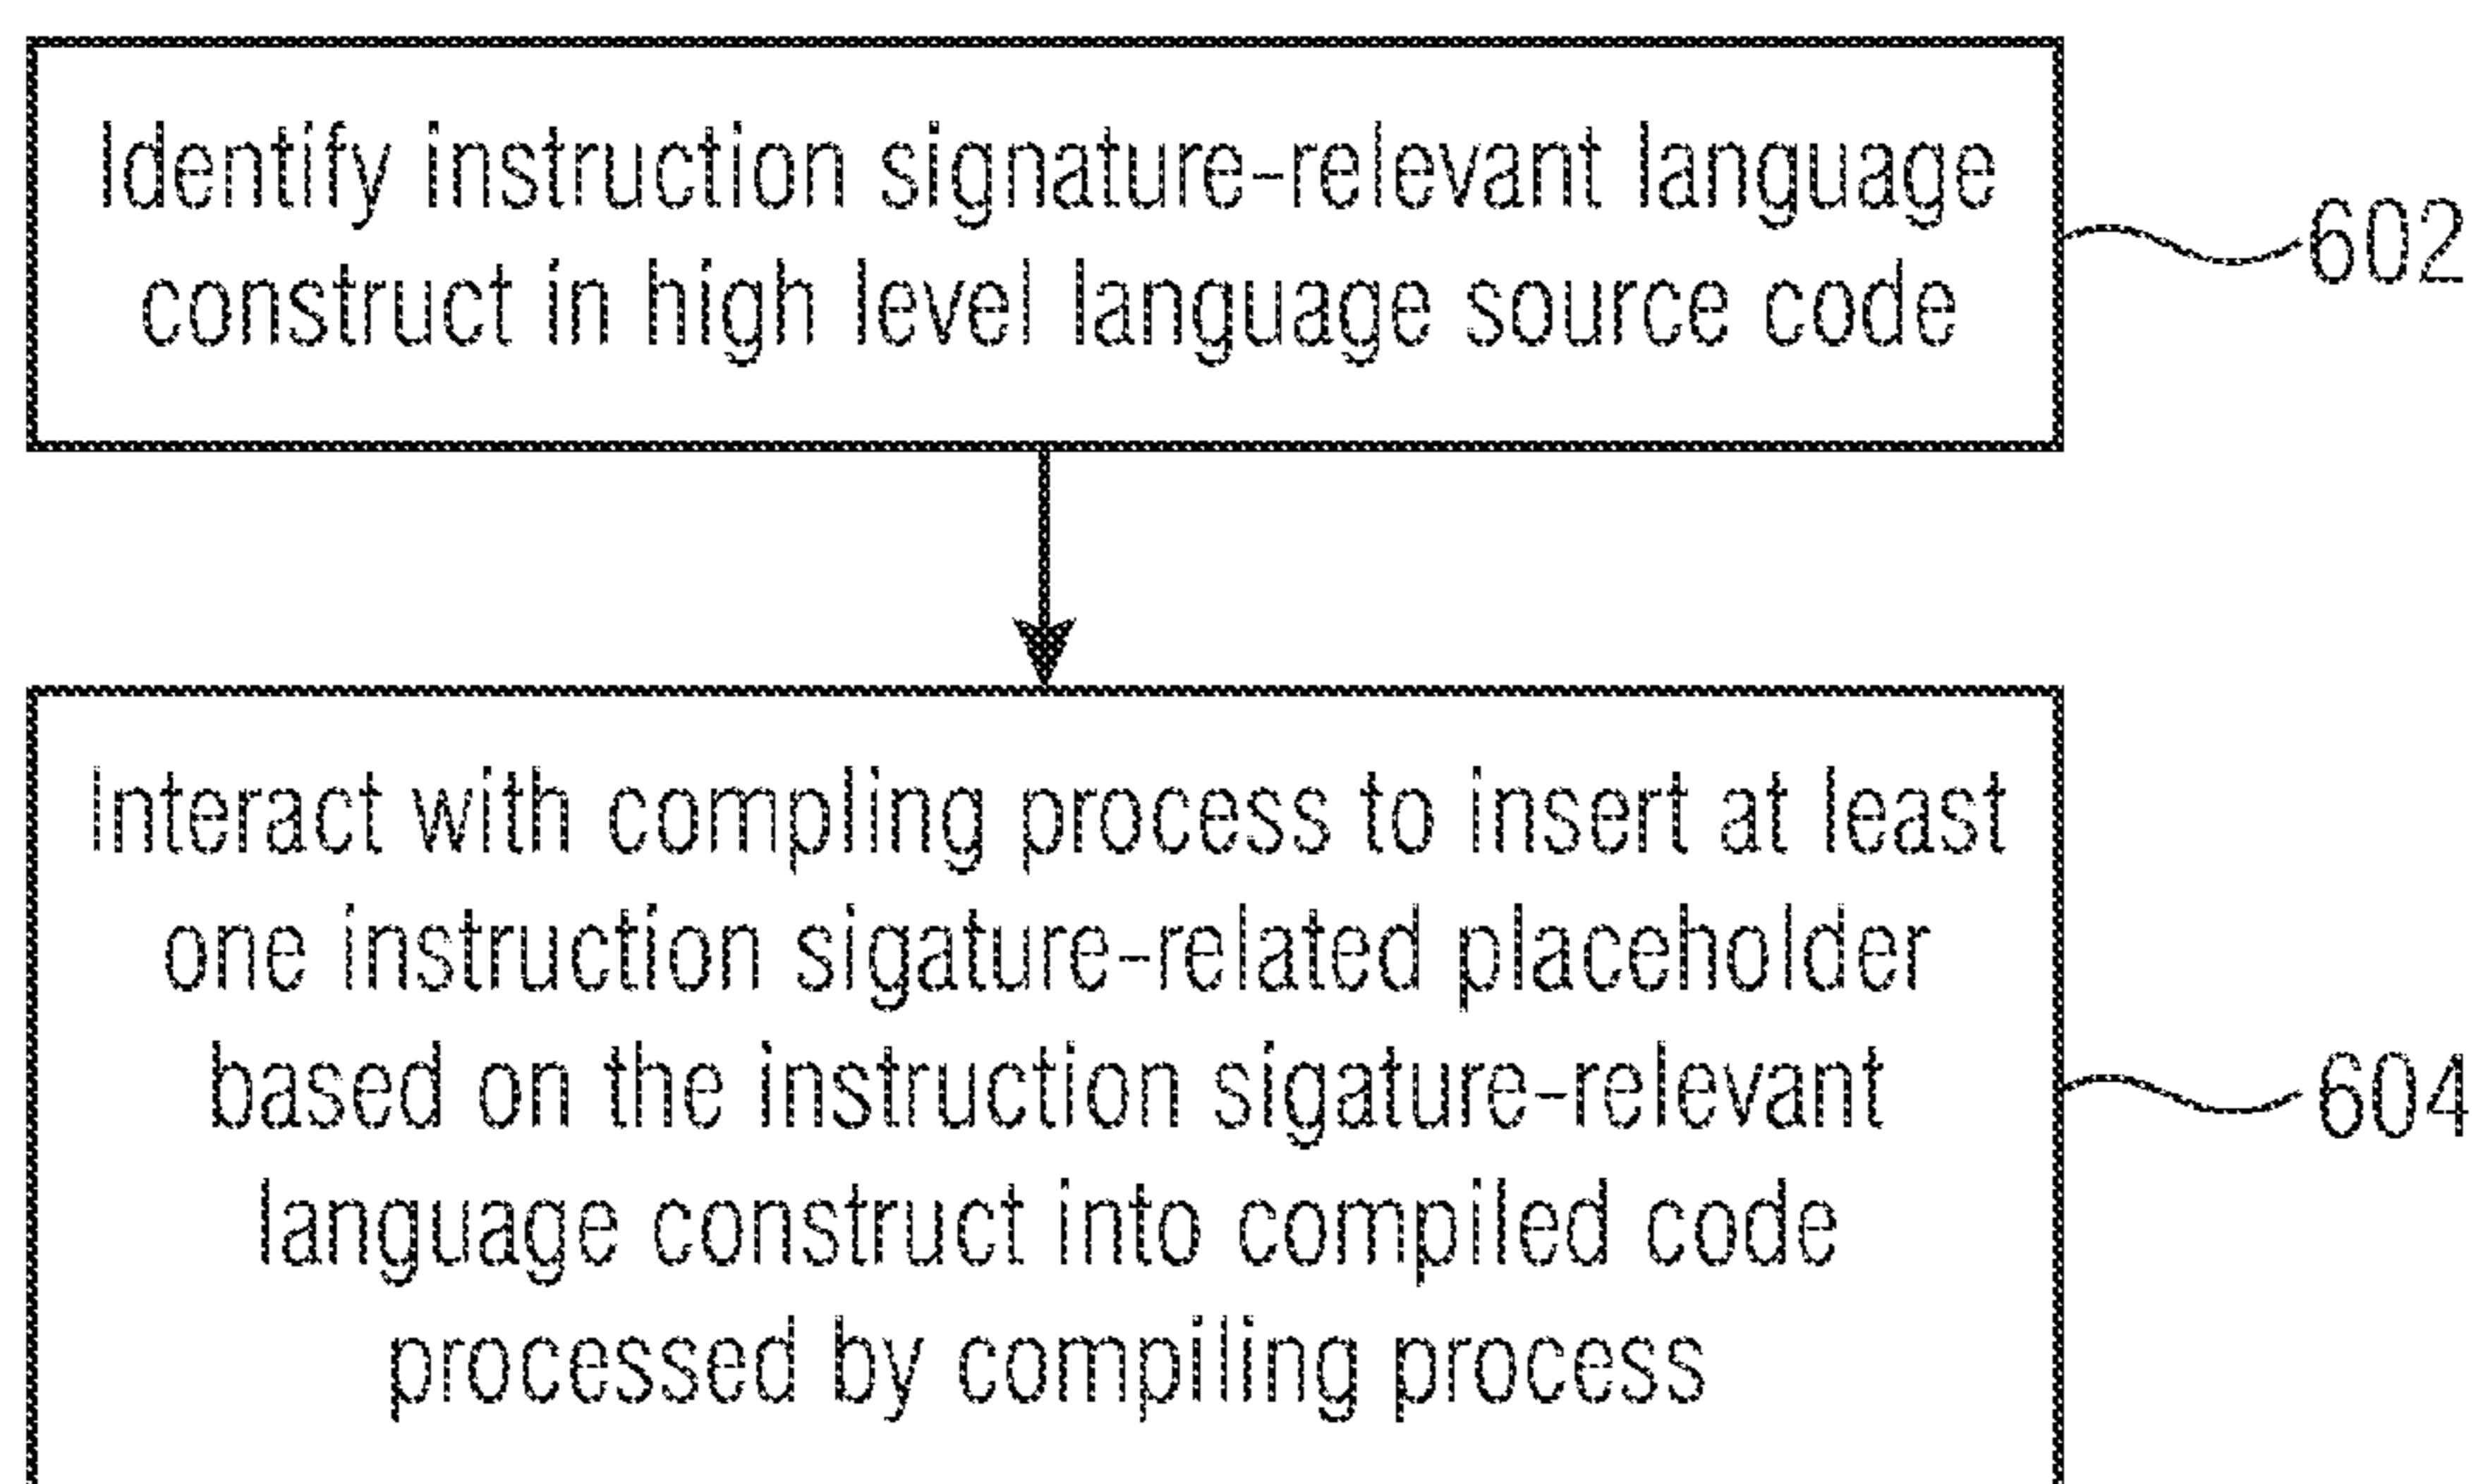 Identify instruction signature-relevant language
construct in high level language source code
602
Interact with compling process to insert at least
one instruction sigature-related placeholder
based on the instruction sigature-relevant
604
language construct into compiled code
processed by compiling process